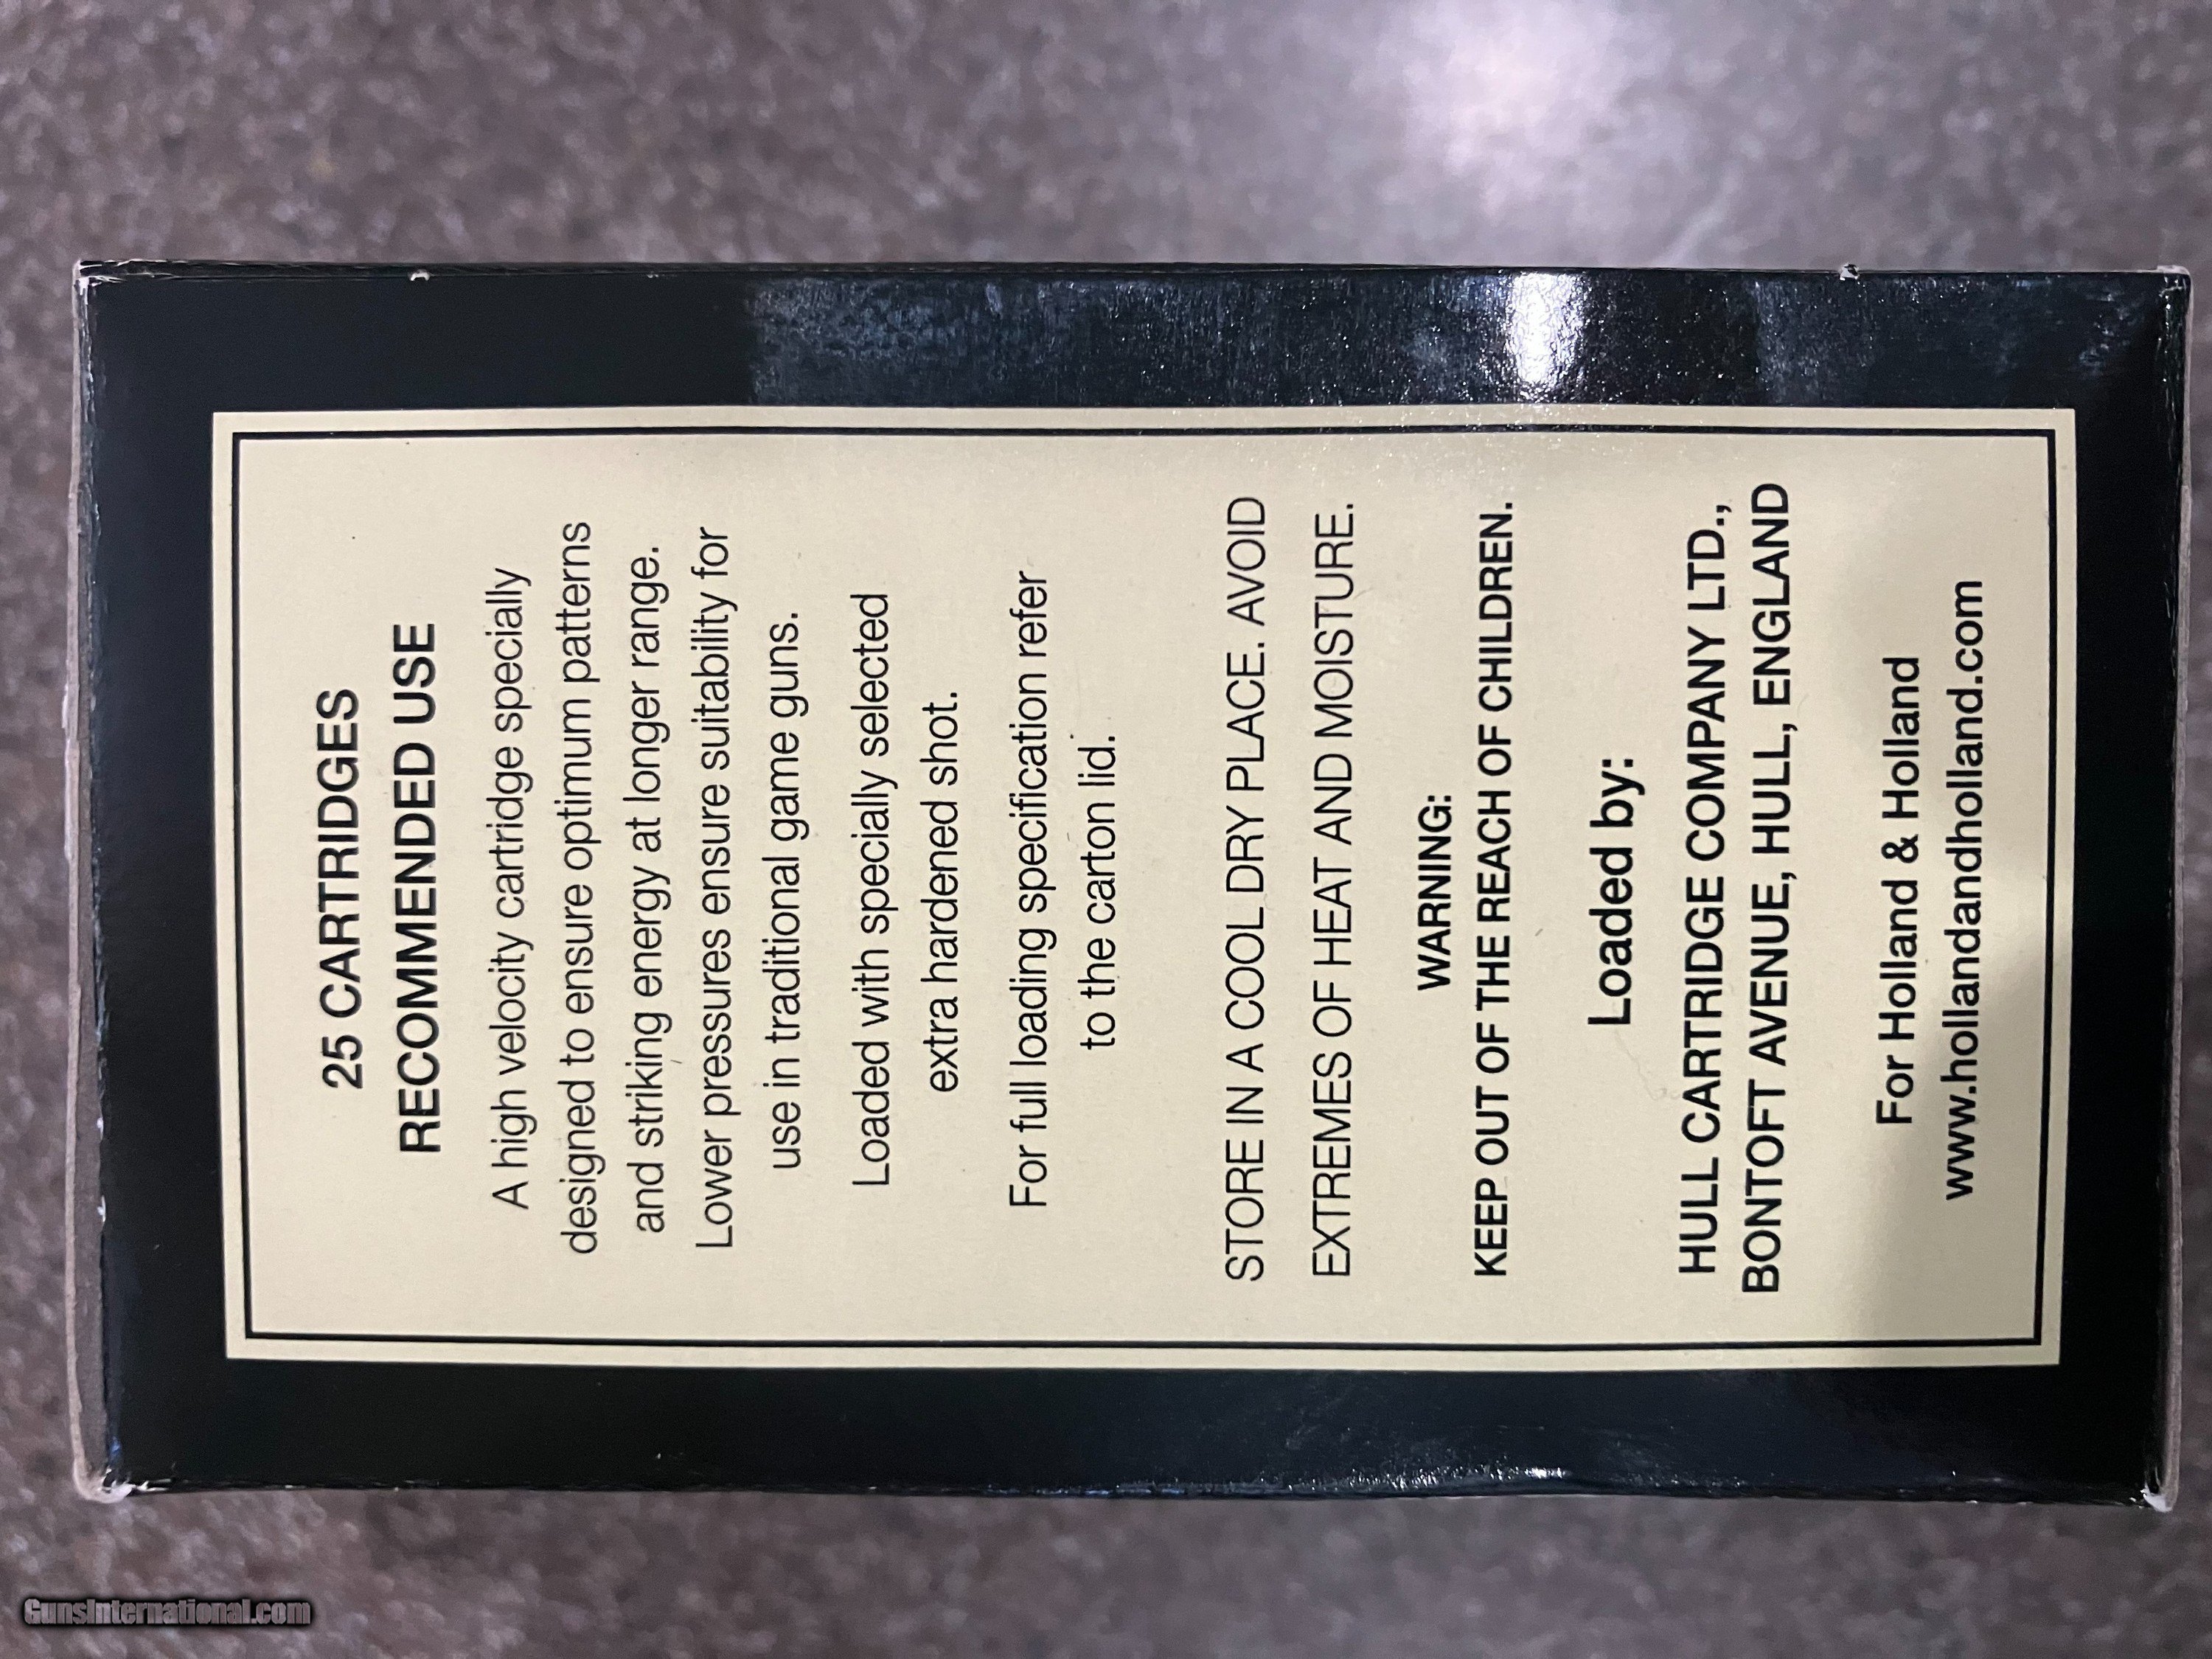 25 CARTRIDGES
RECOMMENDED USE
A high velocity cartridge specially
designed to ensure optimum patterns
and striking energy at longer range.
Lower pressures ensure suitability for
use in traditional game guns.
Loaded with specially selected
extra hardened shot.
For full loading specification refer
to the carton lid.
STORE IN A COOL DRY PLACE. AVOID
EXTREMES OF HEAT AND MOISTURE.
WARNING:
KEEP OUT OF THE REACH OF CHILDREN.
Loaded by:
HULL CARTRIDGE COMPANY LTD.,
BONTOFT AVENUE, HULL, ENGLAND
For Holland & Holland
www.hollandandholland.com
GunsInternational.com